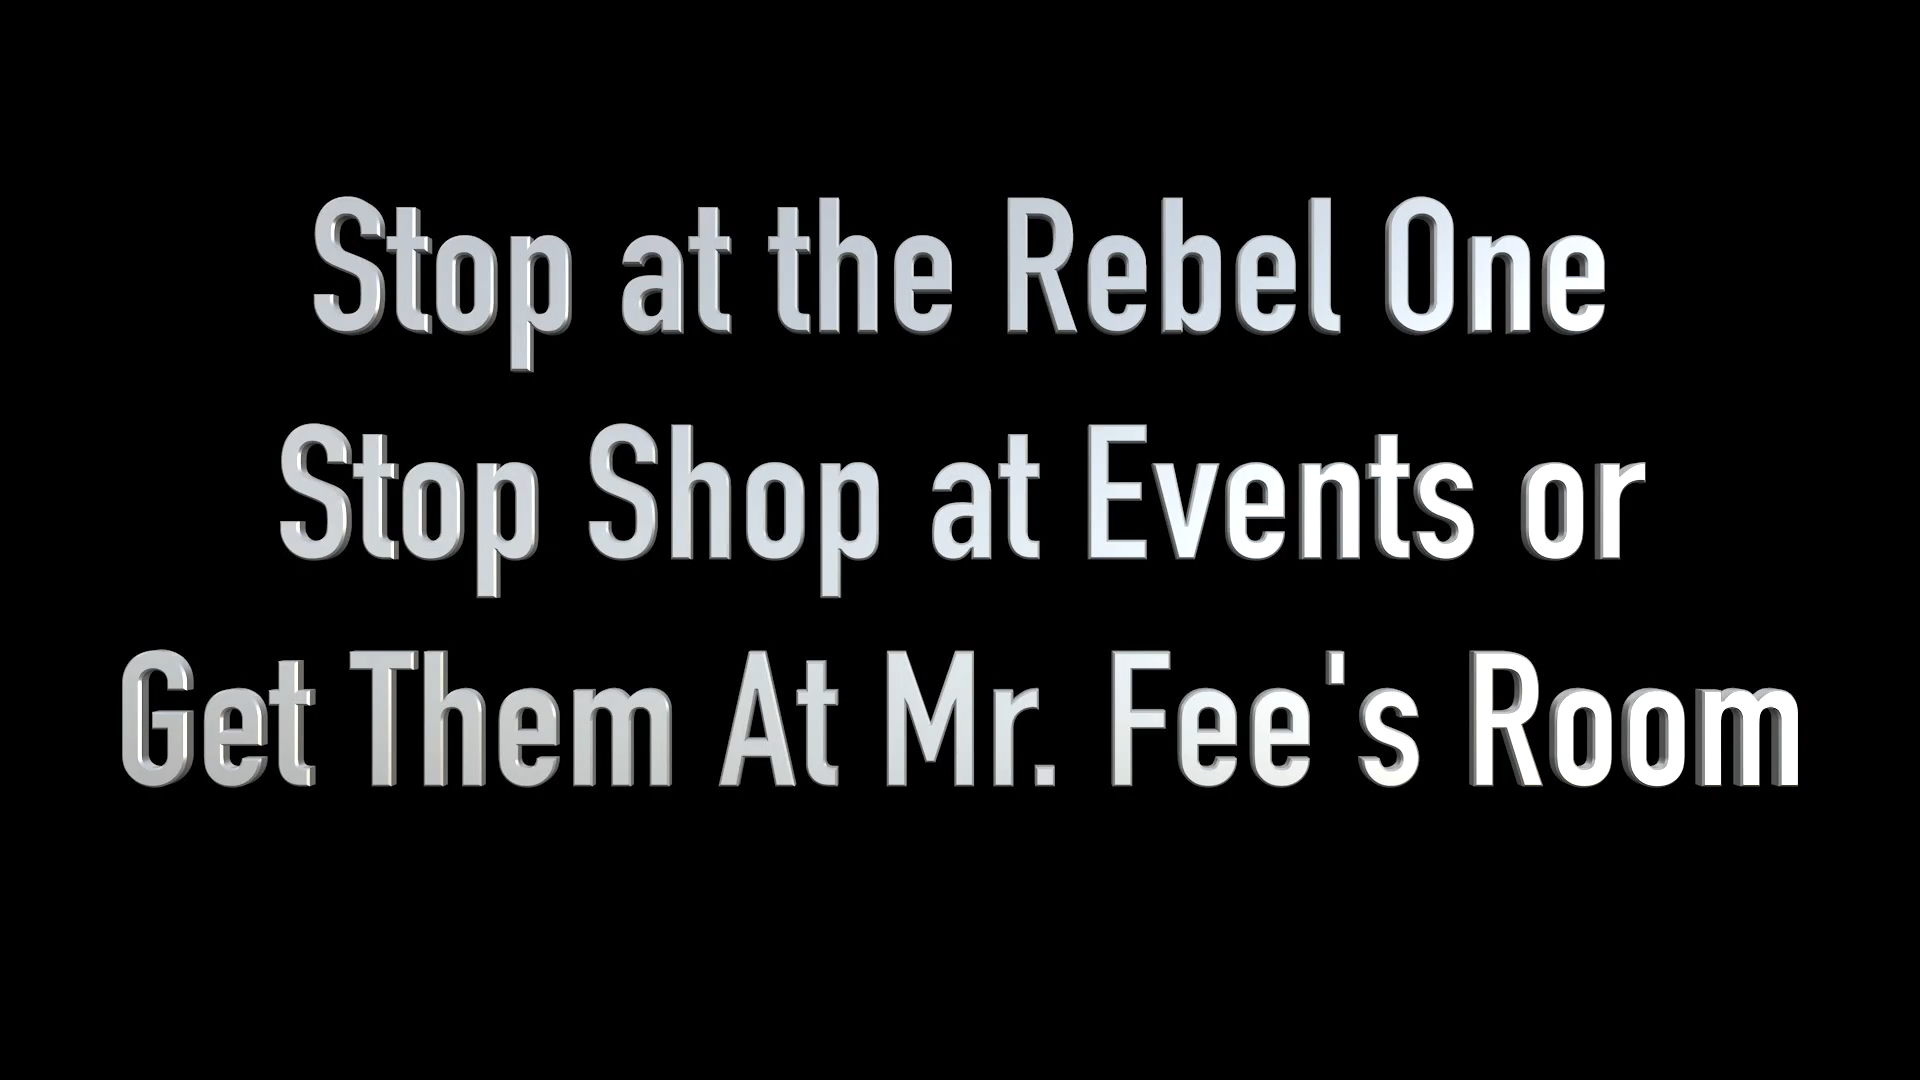 Stop at the Rebel One
Stop Shop at Events or
Get Them At Mr. Fee's Room